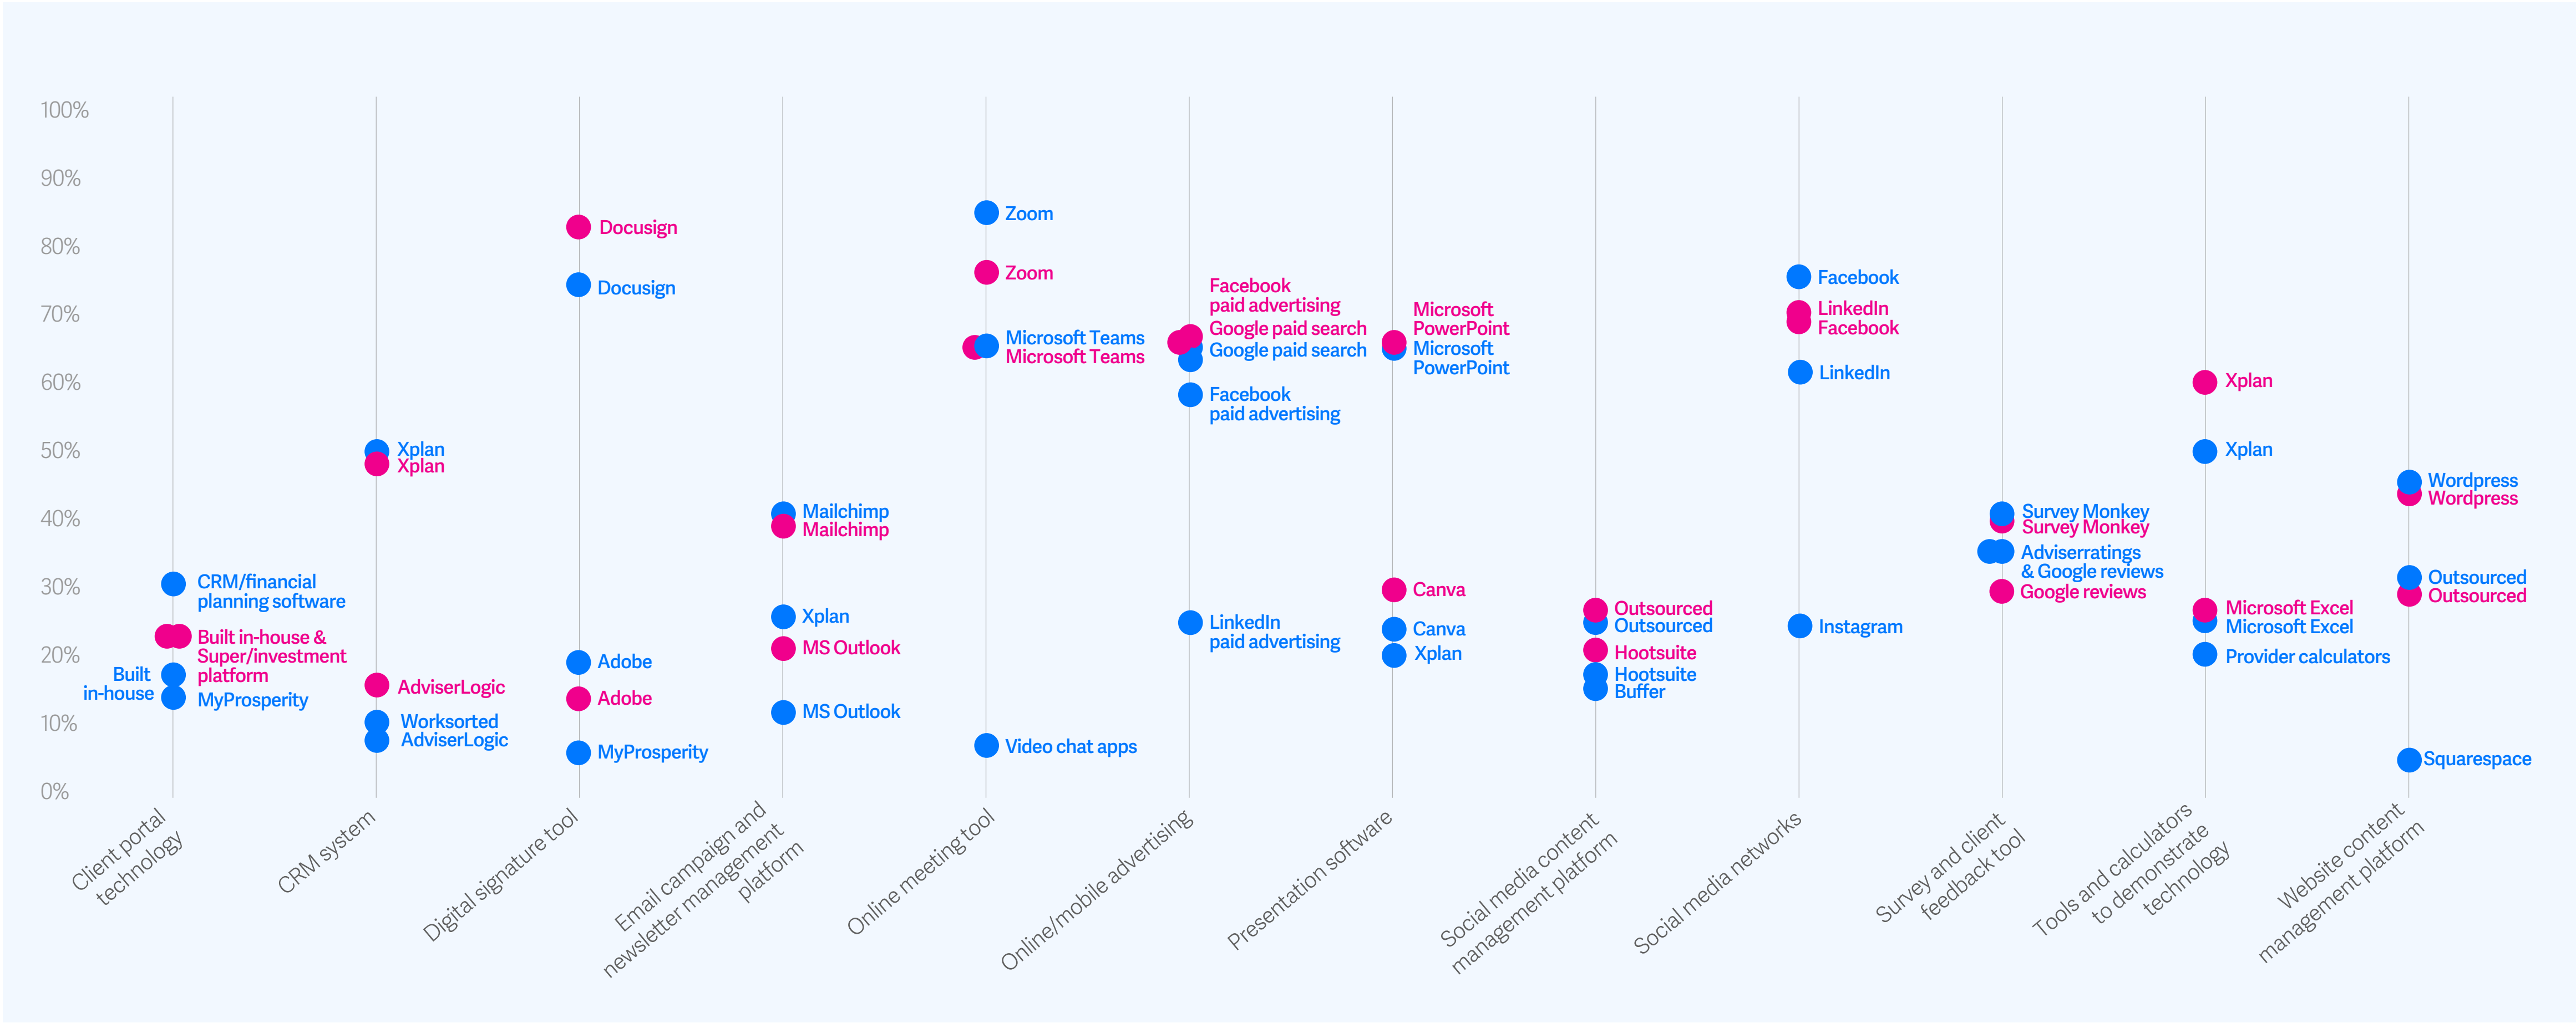 100%
90%
80%
70%
60%
50%
40%
30%
20%
10%
0%
CRM/financial
planning software
Built in-house &
Super/investment
platform
Built
in-house
MyProsperity
Client portal
technology
Xplan
Xplan
AdviserLogic
Worksorted
AdviserLogic
CRM system
Docusign
Docusign
Adobe
Adobe
MyProsperity
Digital signature tool
Mailchimp
Mailchimp
Xplan
MS Outlook
MS Outlook
Email campaign and
newsletter management
platform
Zoom
Zoom
Microsoft Teams
Microsoft Teams
Video chat apps
Online meeting tool
Facebook
paid advertising
Google paid search
Google paid search
Facebook
paid advertising
LinkedIn
paid advertising
Online/mobile advertising
Microsoft
PowerPoint
Microsoft
PowerPoint
Canva
Canva
Xplan
Presentation software
Outsourced
Outsourced
Hootsuite
Hootsuite
Buffer
Social media content
management platform
Facebook
LinkedIn
Facebook
LinkedIn
Instagram
Social media networks
Survey Monkey
Survey Monkey
Adviserratings
& Google reviews
Google reviews
Survey and client
feedback tool
Xplan
Xplan
Microsoft Excel
Microsoft Excel
Provider calculators
Tools and calculators
to demonstrate
technology
Wordpress
Wordpress
Outsourced
Outsourced
Squarespace
Website content
management platform